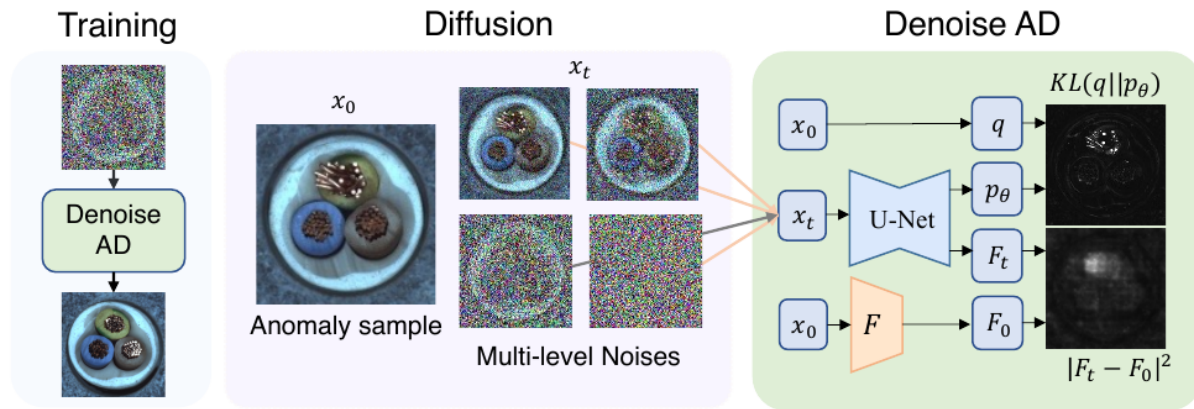 Training
Diffusion
Denoise AD
Denoise
AD
x_0
x_t
Anomaly sample
Multi-level Noises
x_0
q
KL(q||p_θ)
x_t
U-Net
p_θ
F_t
x_0
F
F_0
|F_t − F_0|^2